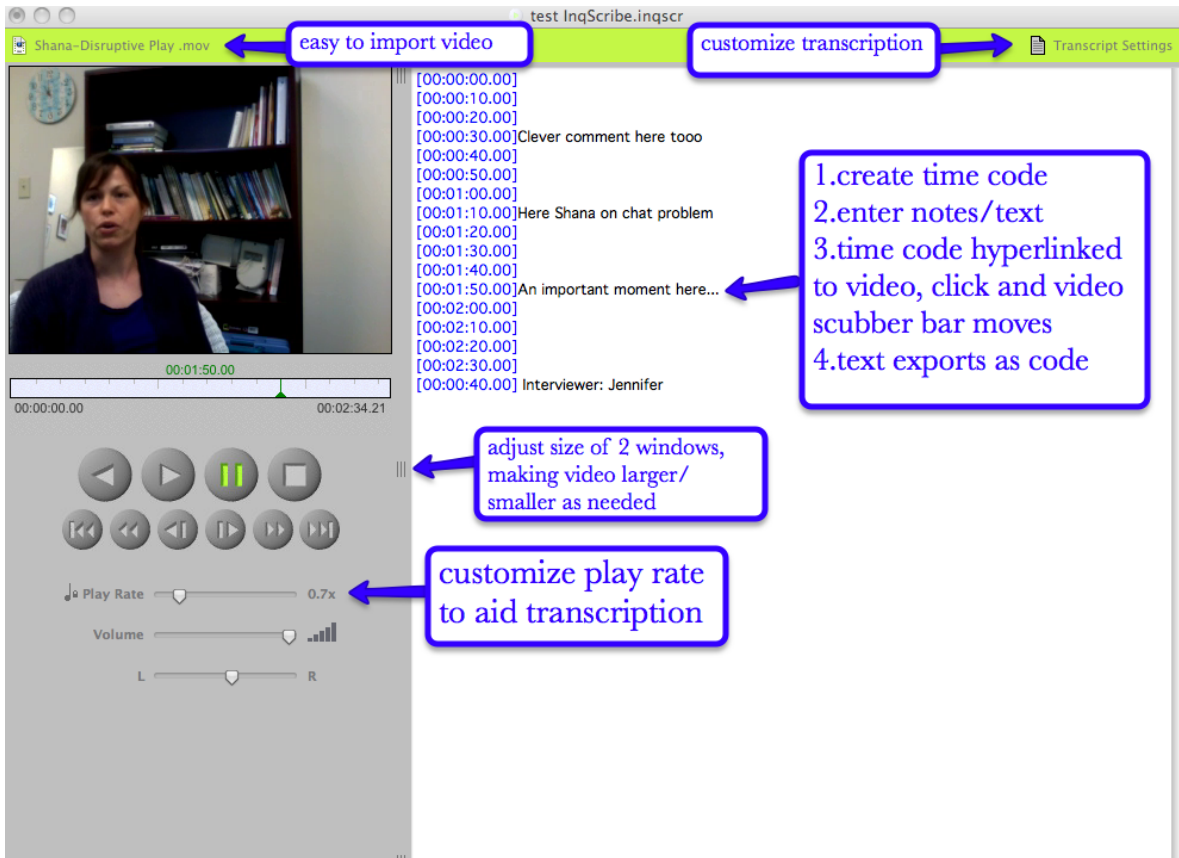 test InqScribe.inqscr
Shana-Disruptive Play .mov
easy to import video
customize transcription
Transcript Settings
[00:00:00.00]
[00:00:10.00]
[00:00:20.00]
[00:00:30.00]Clever comment here tooo
[00:00:40.00]
[00:00:50.00]
[00:01:00.00]
[00:01:10.00]Here Shana on chat problem
[00:01:20.00]
[00:01:30.00]
[00:01:40.00]
[00:01:50.00]An important moment here...
[00:02:00.00]
[00:02:10.00]
[00:02:20.00]
[00:02:30.00]
[00:00:40.00] Interviewer: Jennifer
1.create time code
2.enter notes/text
3.time code hyperlinked
to video, click and video
scubber bar moves
4.text exports as code
00:01:50.00
00:00:00.00
00:02:34.21
adjust size of 2 windows,
making video larger/
smaller as needed
customize play rate
to aid transcription
Play Rate
0.7x
Volume
L
R